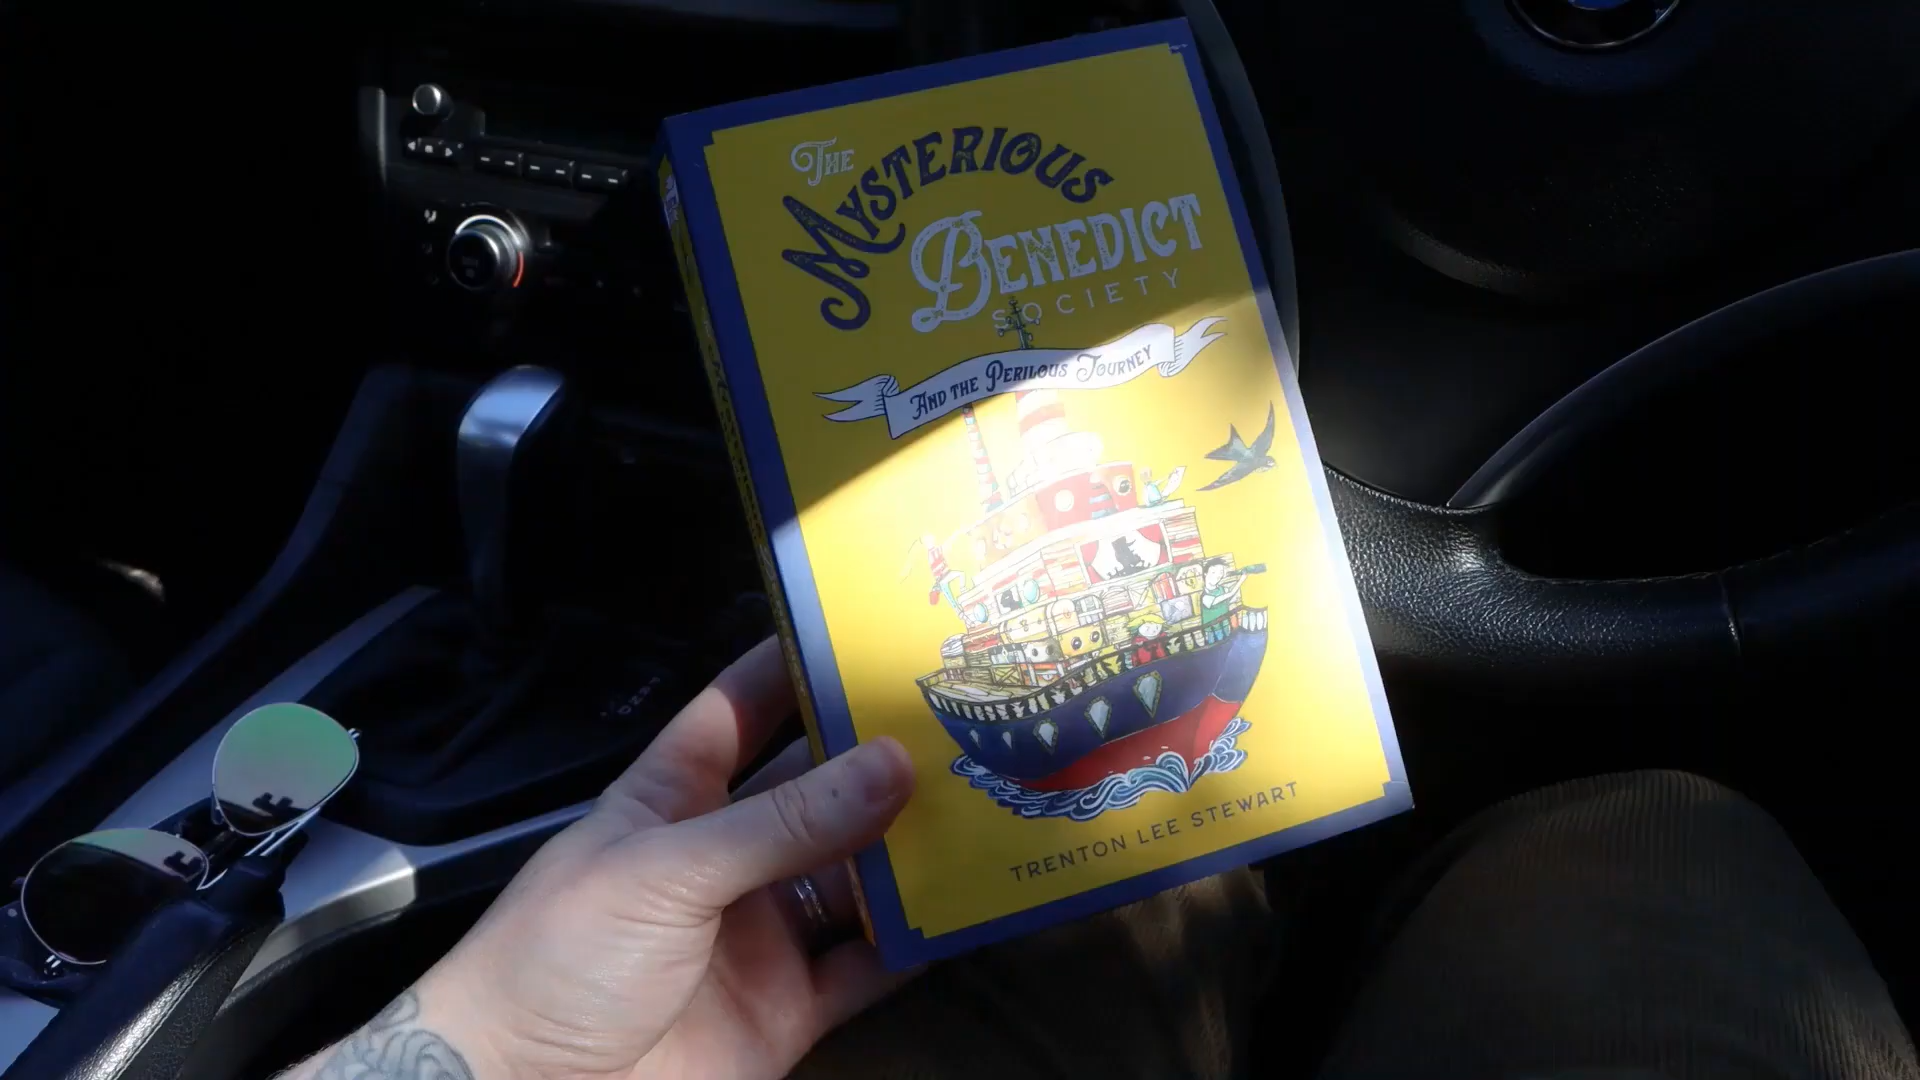 THE
MYSTERIOUS
BENEDICT
SOCIETY
AND THE PERILOUS JOURNEY
TRENTON LEE STEWART